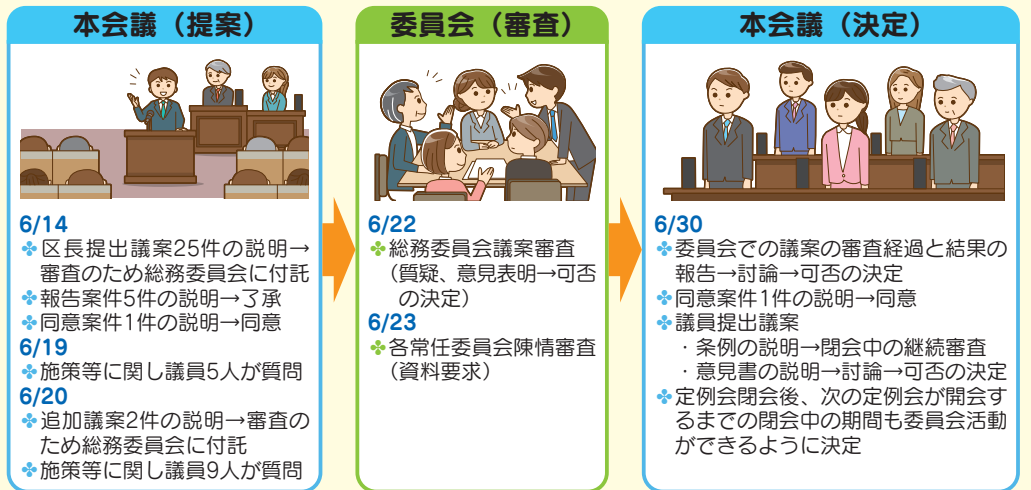 本会議（提案）
6/14
✤区長提出議案25件の説明→
審査のため総務委員会に付託
✤報告案件5件の説明→了承
✤同意案件1件の説明→同意
6/19
✤施策等に関し議員5人が質問
6/20
✤追加議案2件の説明→審査の
ため総務委員会に付託
✤施策等に関し議員9人が質問
委員会（審査）
6/22
✤総務委員会議案審査
（質疑、意見表明→可否
の決定）
6/23
✤各常任委員会陳情審査
（資料要求）
本会議（決定）
6/30
✤委員会での議案の審査経過と結果の
報告→討論→可否の決定
✤同意案件1件の説明→同意
✤議員提出議案
・条例の説明→閉会中の継続審査
・意見書の説明→討論→可否の決定
✤定例会閉会後、次の定例会が開会す
るまでの閉会中の期間も委員会活動
ができるように決定